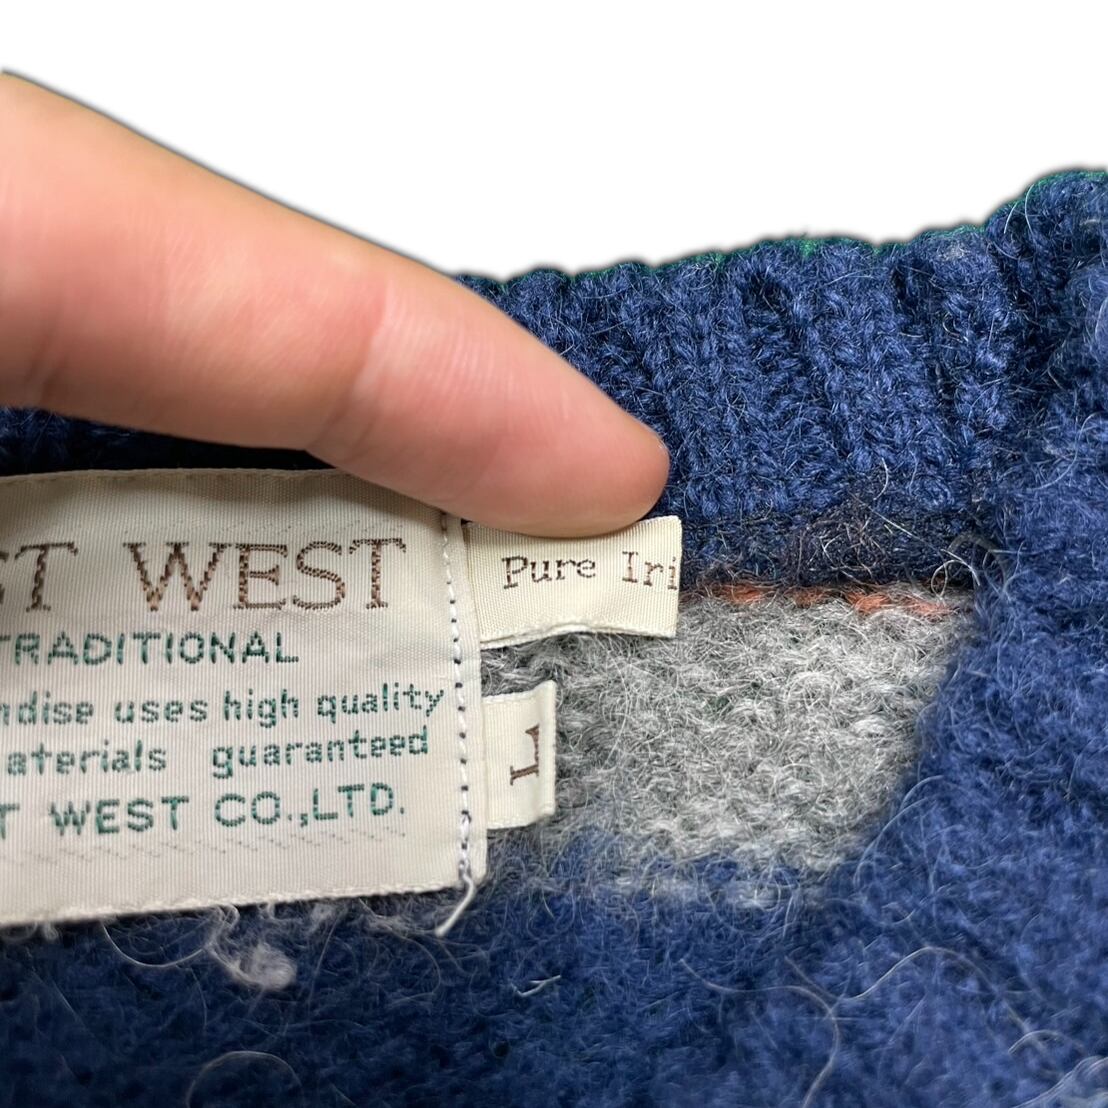 ST WEST
TRADITIONAL
ndise uses high quality
aterials guaranteed
T WEST CO.,LTD.
Pure Iri
L